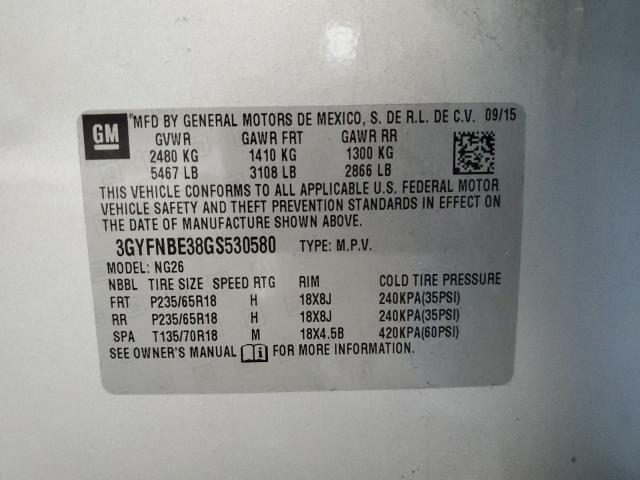 GM
MFD BY GENERAL MOTORS DE MEXICO, S. DE R.L. DE C.V. 09/15
GVWR GAWR FRT GAWR RR
2480 KG 1410 KG 1300 KG
5467 LB 3108 LB 2866 LB
THIS VEHICLE CONFORMS TO ALL APPLICABLE U.S. FEDERAL MOTOR
VEHICLE SAFETY AND THEFT PREVENTION STANDARDS IN EFFECT ON
THE DATE OF MANUFACTURE SHOWN ABOVE.
3GYFNBE38GS530580 TYPE: M.P.V.
MODEL: NG26
NBBL TIRE SIZE SPEED RTG RIM COLD TIRE PRESSURE
FRT P235/65R18 H 18X8J 240KPA(35PSI)
RR P235/65R18 H 18X8J 240KPA(35PSI)
SPA T135/70R18 M 18X4.5B 420KPA(60PSI)
SEE OWNER'S MANUAL FOR MORE INFORMATION.